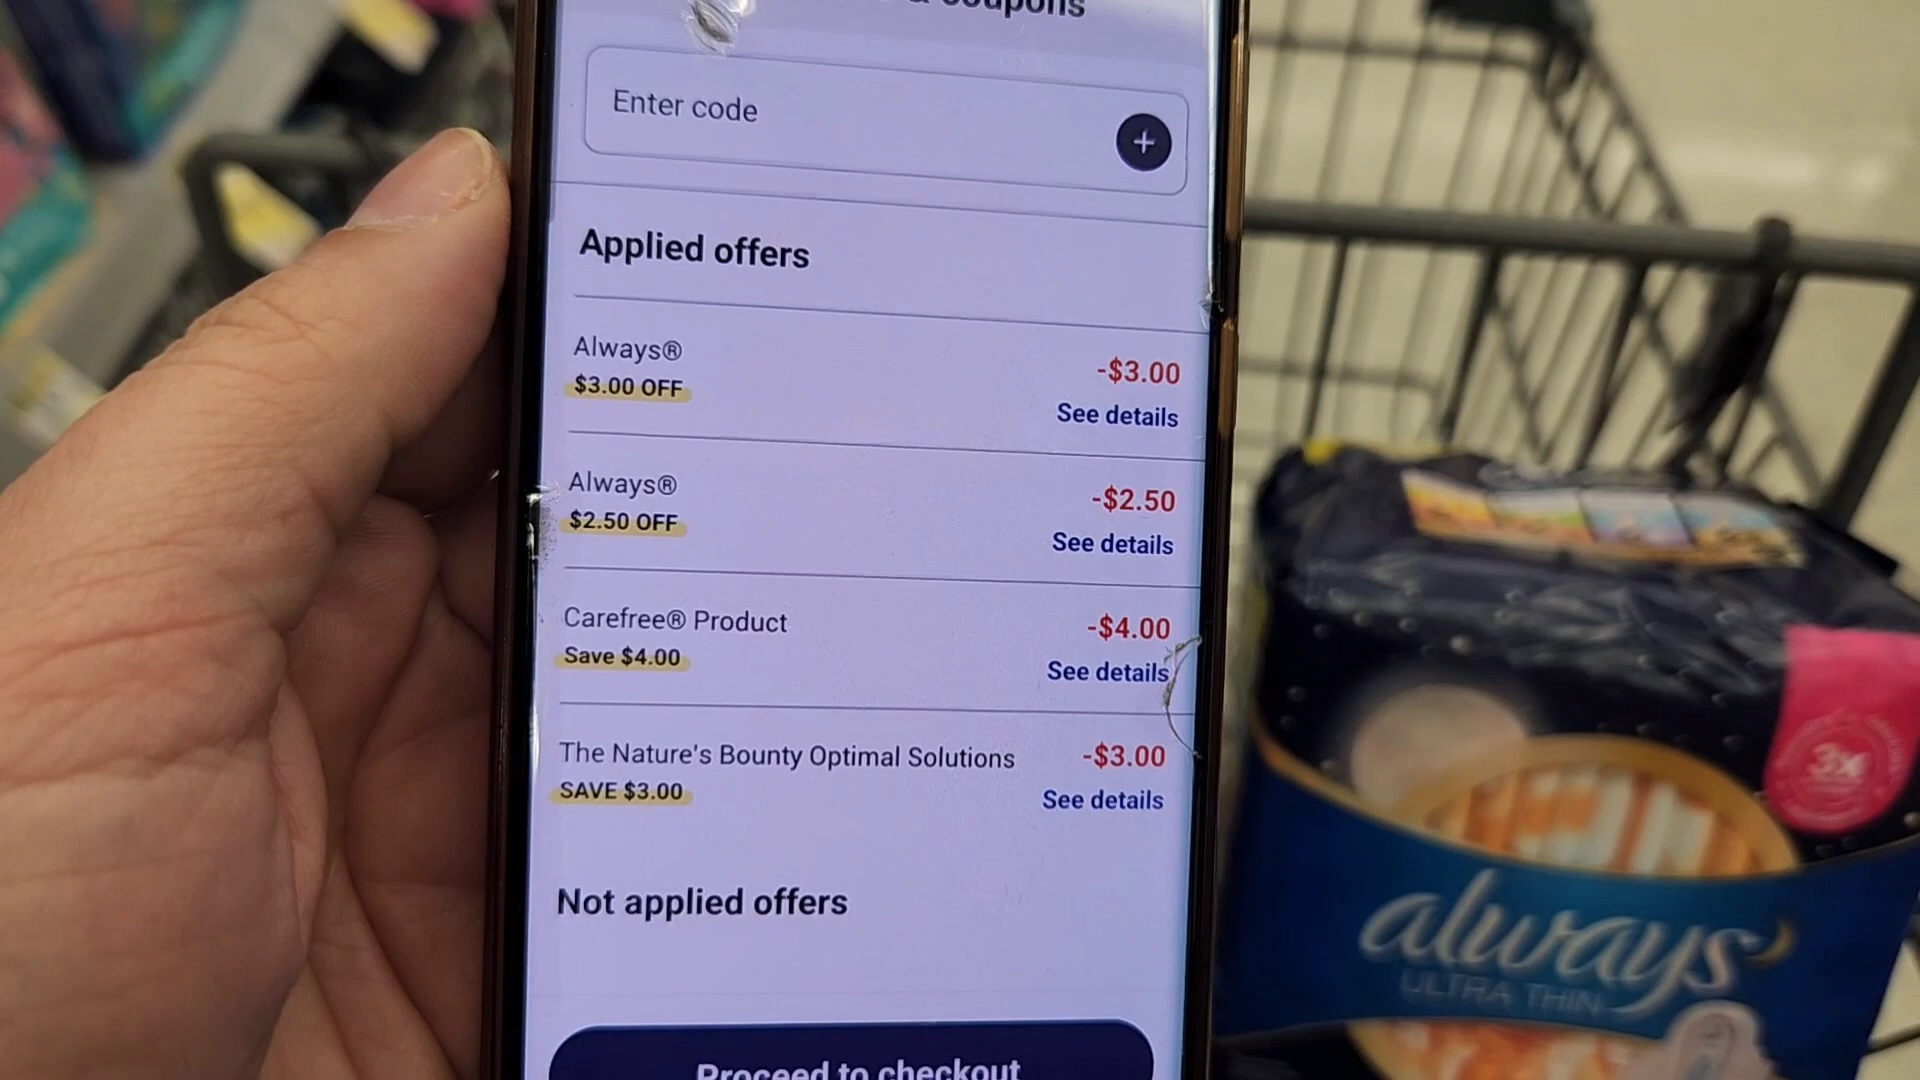 coupons
Enter code
Applied offers
Always®
$3.00 OFF
-$3.00
See details
Always®
$2.50 OFF
-$2.50
See details
Carefree® Product
Save $4.00
-$4.00
See details
The Nature's Bounty Optimal Solutions
SAVE $3.00
-$3.00
See details
Not applied offers
Proceed to checkout
3x
always
ULTRA THIN